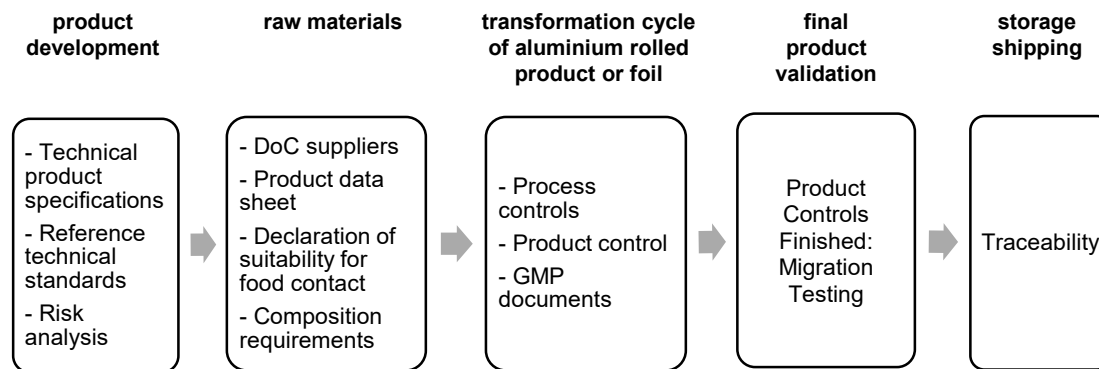 product
development
raw materials
transformation cycle
of aluminium rolled
product or foil
final
product
validation
storage
shipping
- Technical
product
specifications
- Reference
technical
standards
- Risk
analysis
- DoC suppliers
- Product data
sheet
- Declaration of
suitability for
food contact
- Composition
requirements
- Process
controls
- Product control
- GMP
documents
Product
Controls
Finished:
Migration
Testing
Traceability